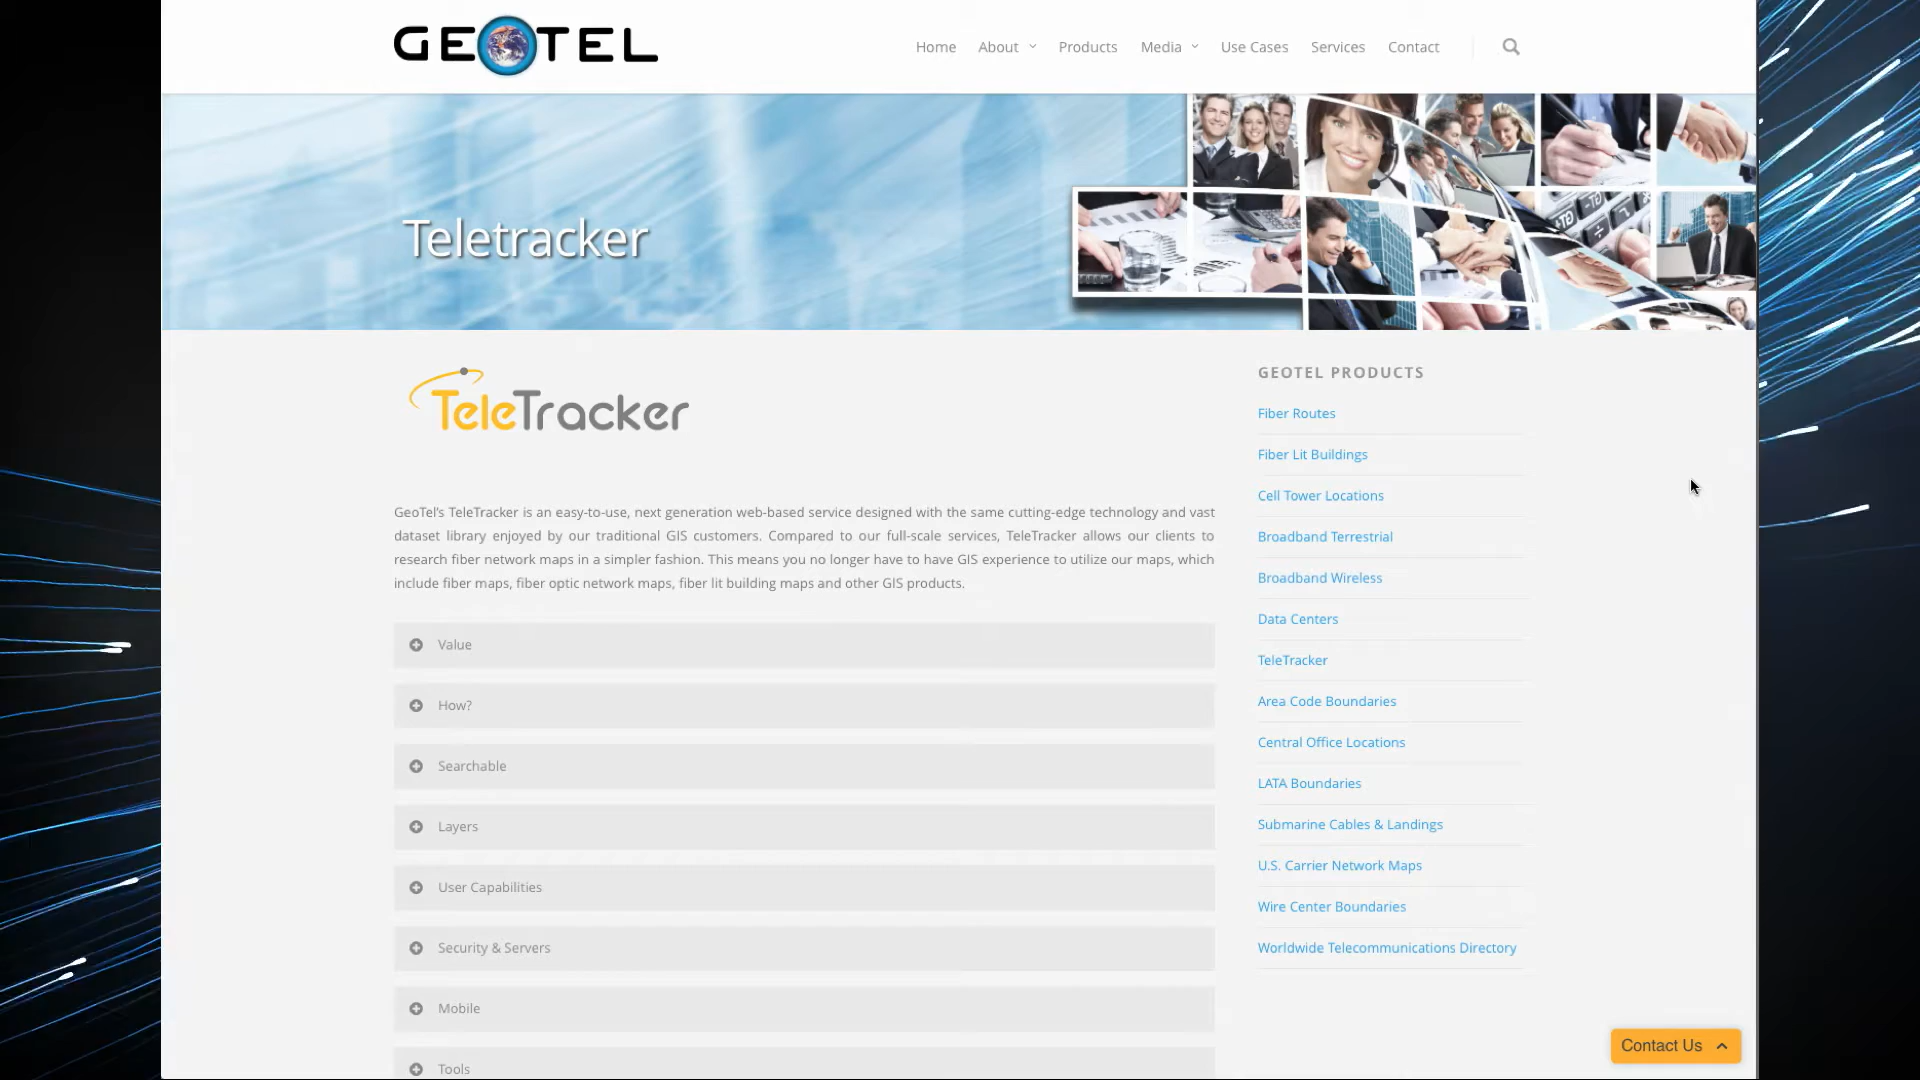 GEOTEL
Home About Products Media Use Cases Services Contact
Teletracker
TeleTracker
GeoTel's TeleTracker is an easy-to-use, next generation web-based service designed with the same cutting-edge technology and vast
dataset library enjoyed by our traditional GIS customers. Compared to our full-scale services, TeleTracker allows our clients to
research fiber network maps in a simpler fashion. This means you no longer have to have GIS experience to utilize our maps, which
include fiber maps, fiber optic network maps, fiber lit building maps and other GIS products.
Value
How?
Searchable
Layers
User Capabilities
Security & Servers
Mobile
Tools
GEOTEL PRODUCTS
Fiber Routes
Fiber Lit Buildings
Cell Tower Locations
Broadband Terrestrial
Broadband Wireless
Data Centers
TeleTracker
Area Code Boundaries
Central Office Locations
LATA Boundaries
Submarine Cables & Landings
U.S. Carrier Network Maps
Wire Center Boundaries
Worldwide Telecommunications Directory
Contact Us